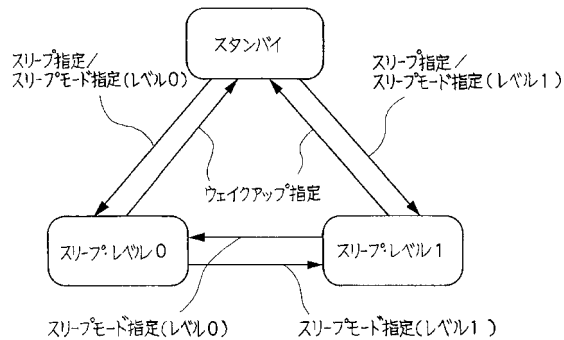 スタンバイ
スリープ指定/
スリープモード指定(レベル0)
スリープ指定/
スリープモード指定(レベル1)
ウェイクアップ指定
スリープ:レベル0
スリープ:レベル1
スリープモード指定(レベル0)
スリープモード指定(レベル1)